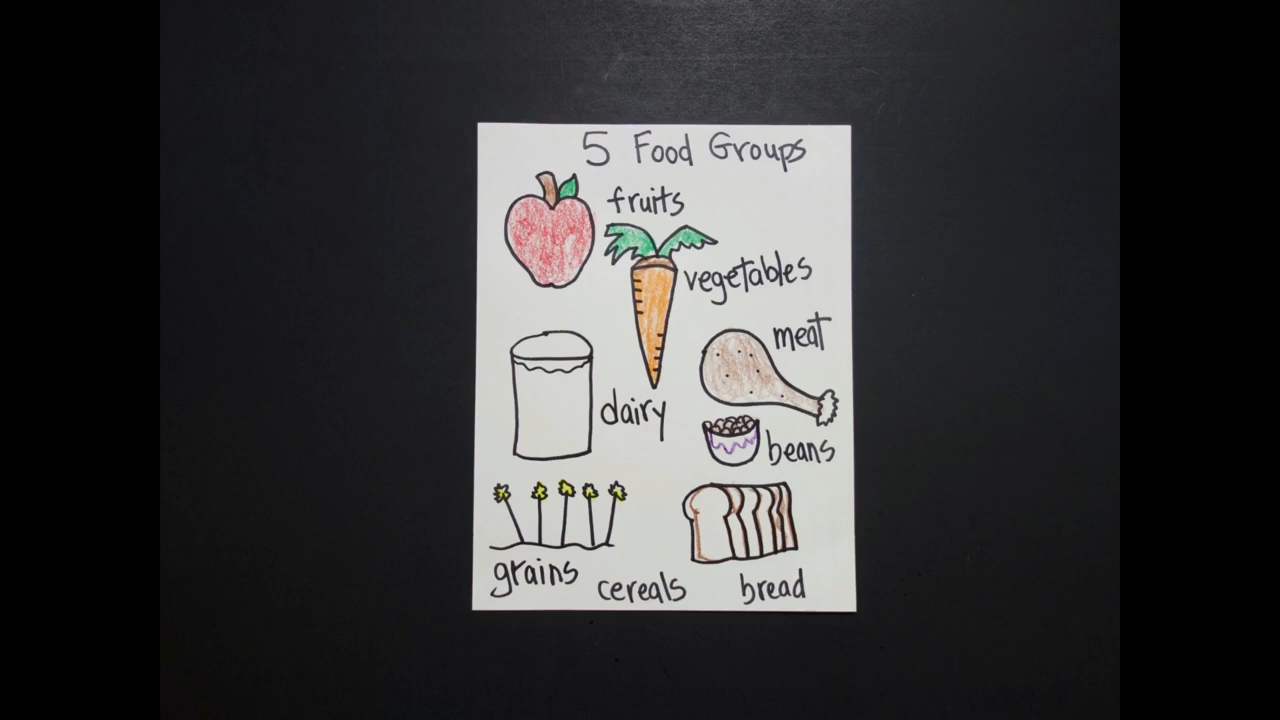 5 Food Groups
fruits
vegetables
meat
dairy
beans
grains
cereals
bread